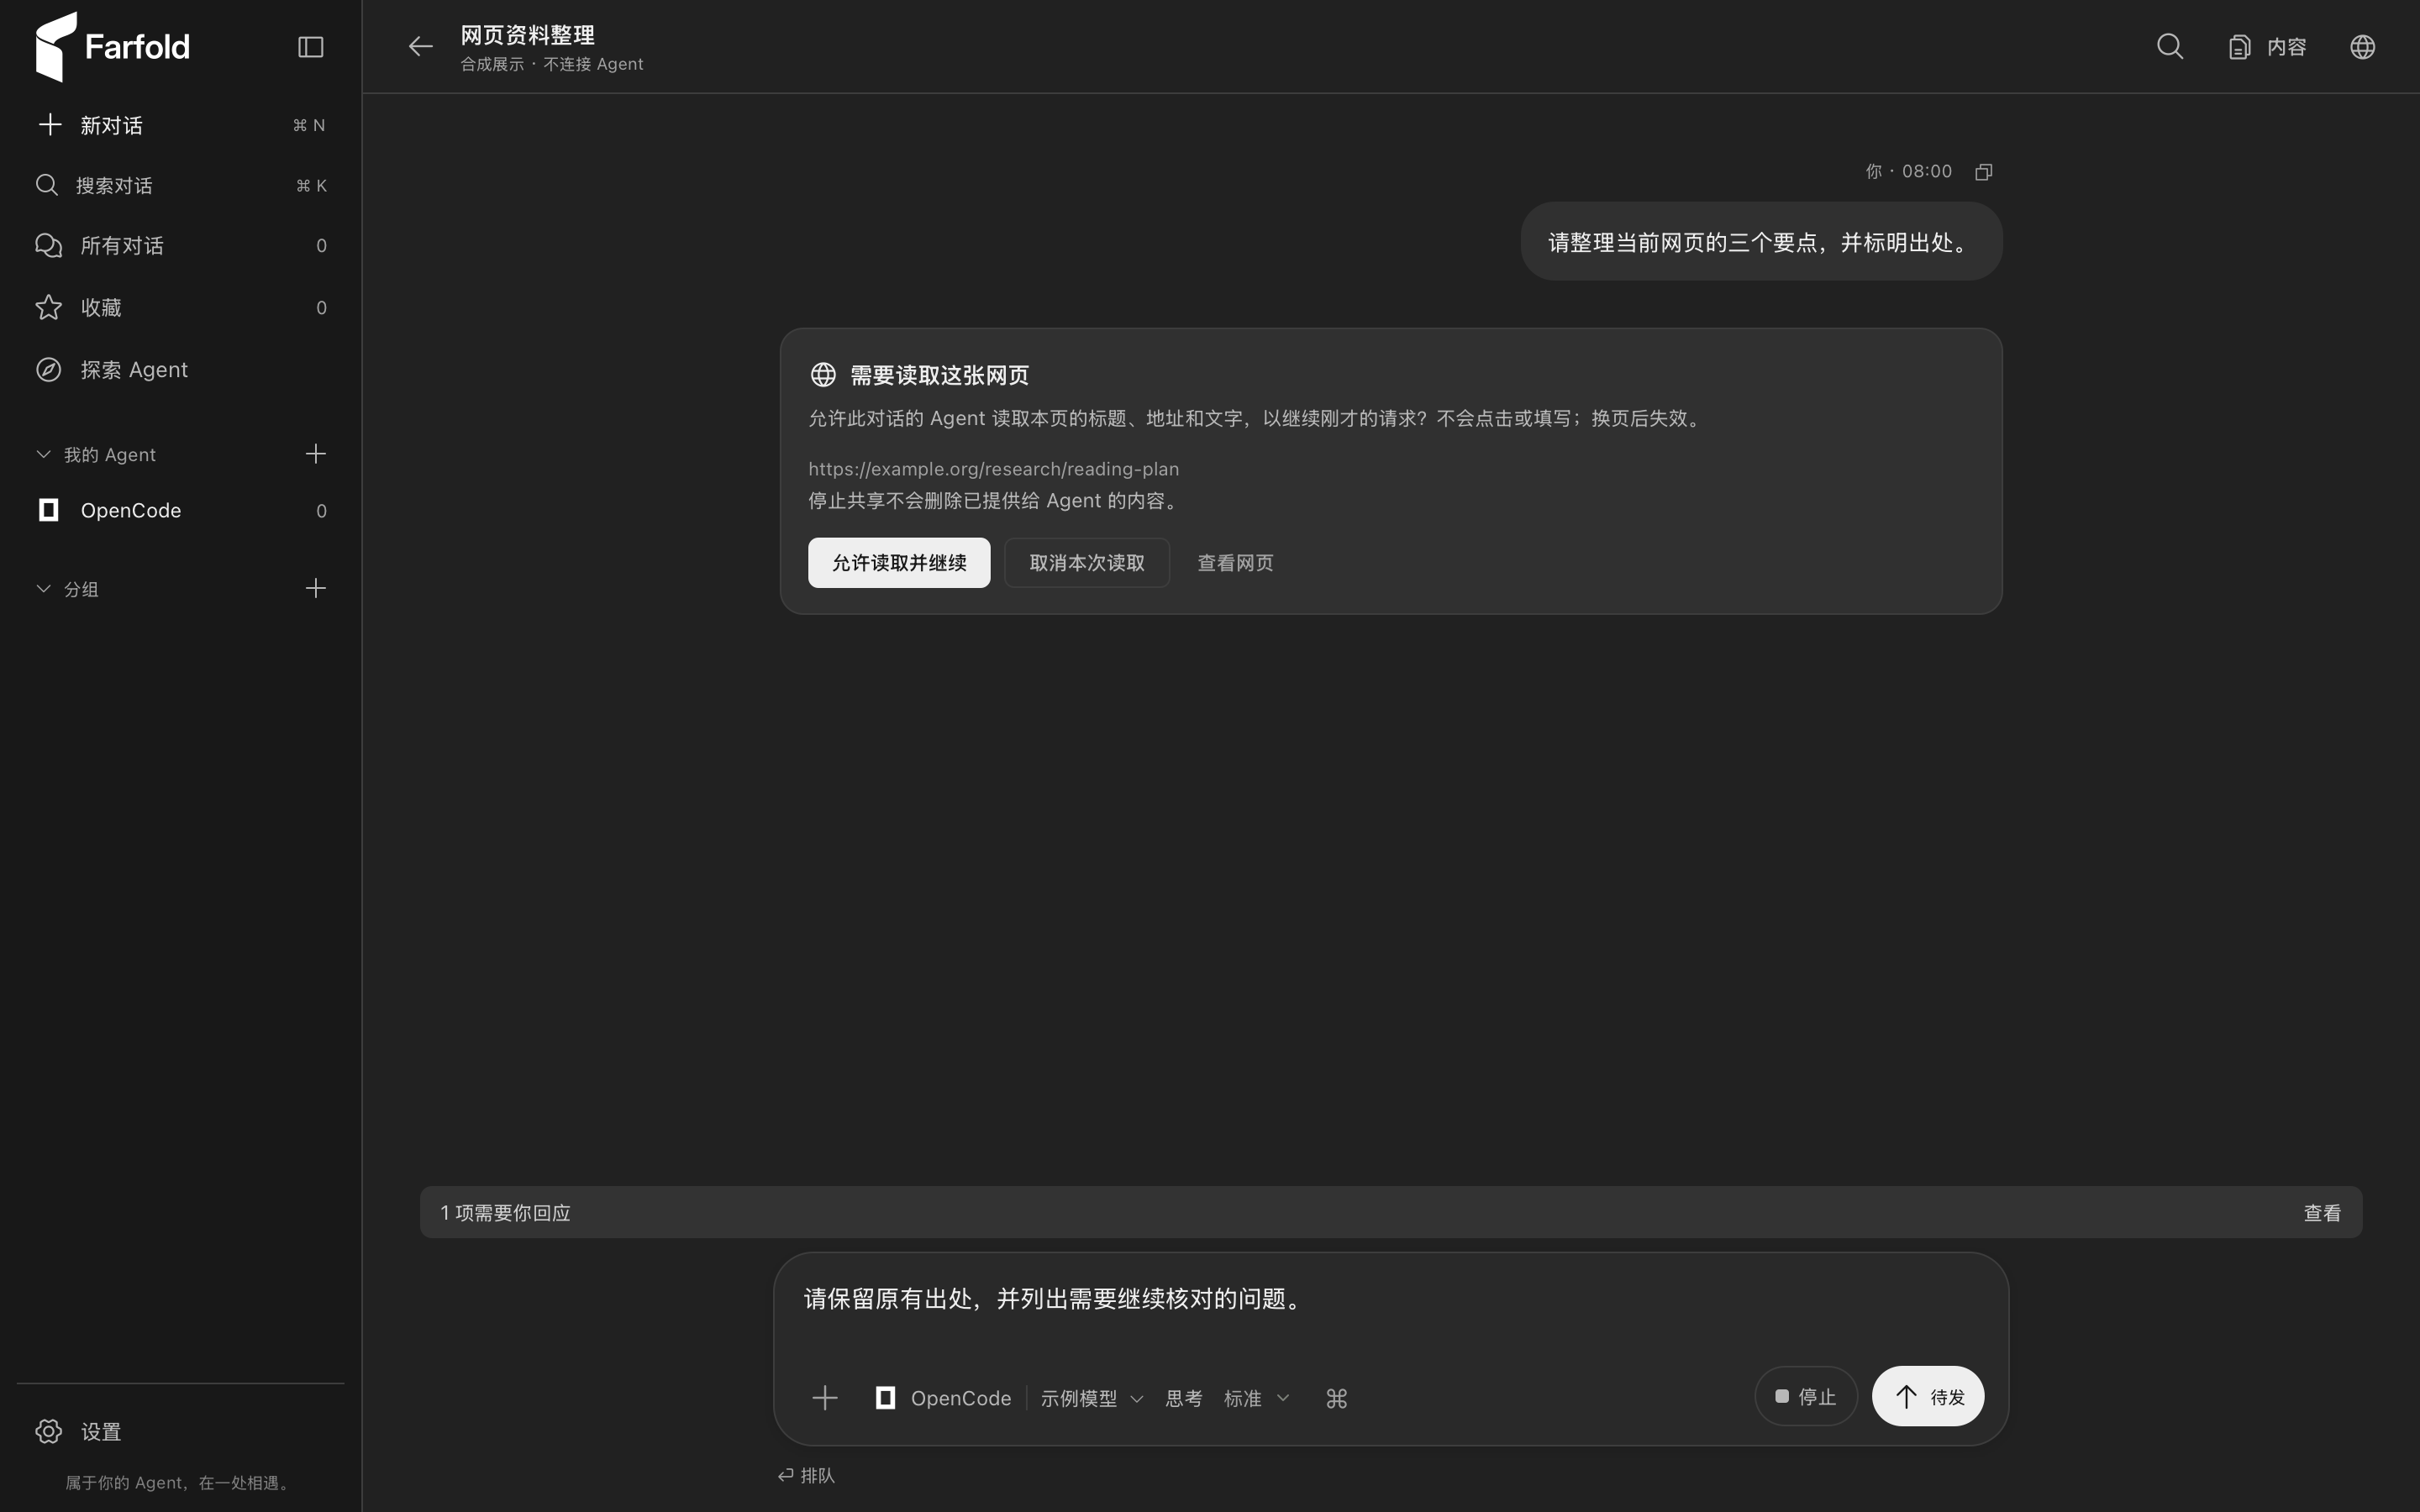 Farfold
新对话 ⌘ N
搜索对话 ⌘ K
所有对话 0
收藏 0
探索 Agent
我的 Agent
OpenCode 0
分组
设置
属于你的 Agent，在一处相遇。
网页资料整理
合成展示 · 不连接 Agent
内容
你 · 08:00
请整理当前网页的三个要点，并标明出处。
需要读取这张网页
允许此对话的 Agent 读取本页的标题、地址和文字，以继续刚才的请求？不会点击或填写；换页后失效。
https://example.org/research/reading-plan
停止共享不会删除已提供给 Agent 的内容。
允许读取并继续 取消本次读取 查看网页
1 项需要你回应 查看
请保留原有出处，并列出需要继续核对的问题。
OpenCode 示例模型 思考 标准 ⌘ 停止 待发
排队